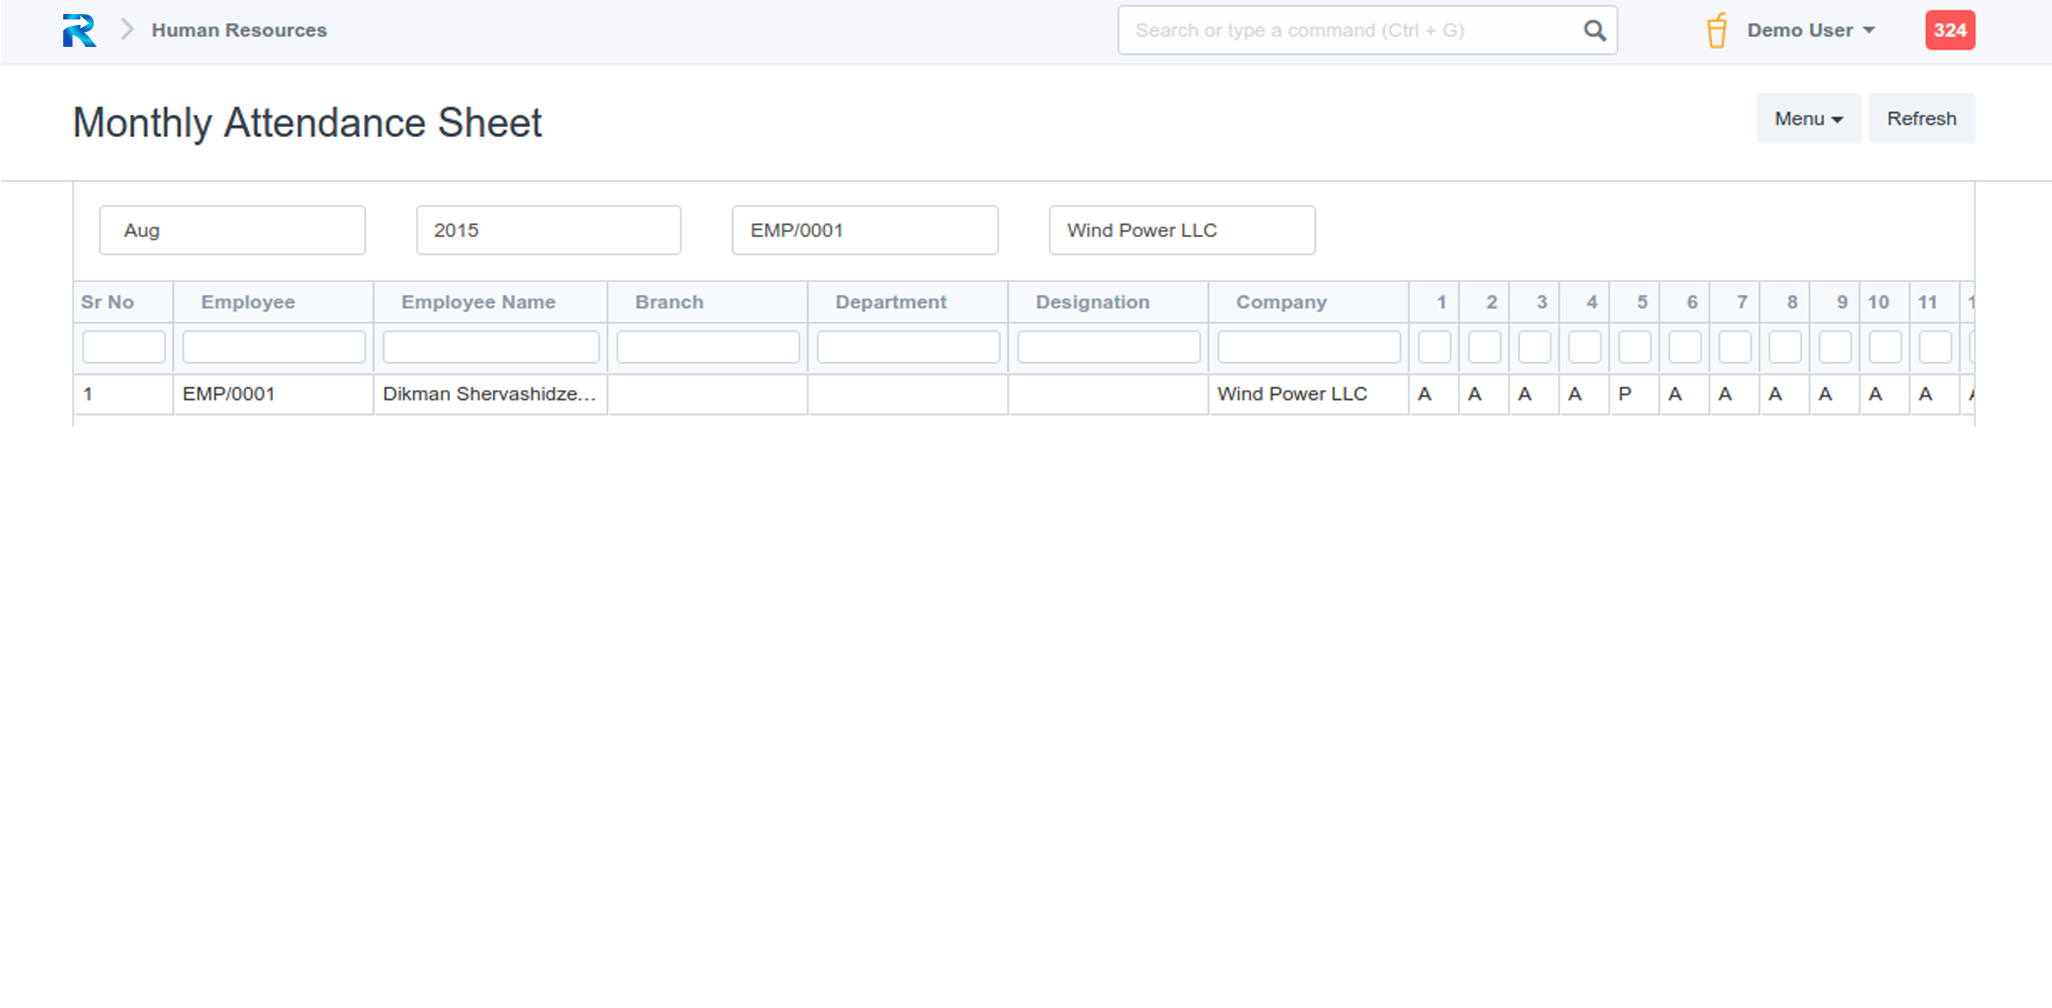 Human Resources
Search or type a command (Ctrl + G)
Demo User
324
Monthly Attendance Sheet
Menu
Refresh
Aug 2015 EMP/0001 Wind Power LLC
Sr No Employee Employee Name Branch Department Designation Company 1 2 3 4 5 6 7 8 9 10 11
1 EMP/0001 Dikman Shervashidze... Wind Power LLC A A A A P A A A A A A